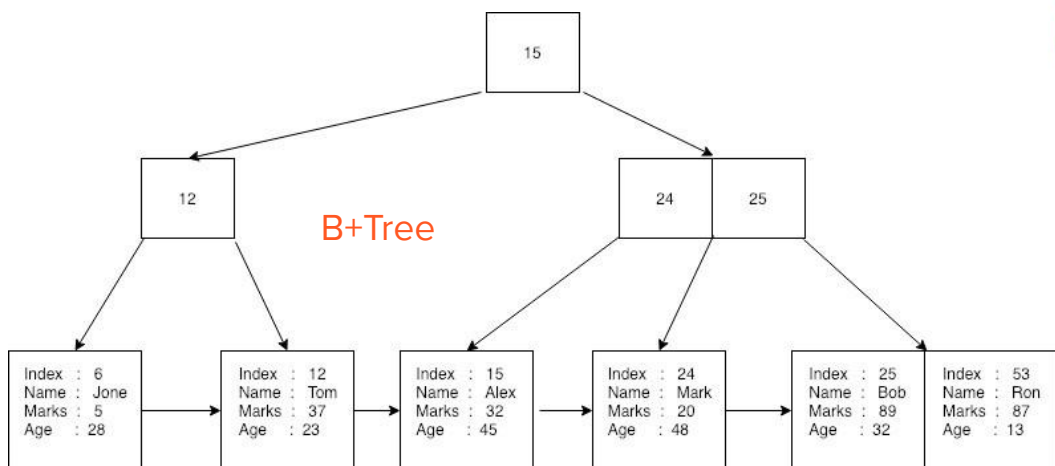 15
12
24
25
B+Tree
Index : 6
Name : Jone
Marks : 5
Age : 28
Index : 12
Name : Tom
Marks : 37
Age : 23
Index : 15
Name : Alex
Marks : 32
Age : 45
Index : 24
Name : Mark
Marks : 20
Age : 48
Index : 25
Name : Bob
Marks : 89
Age : 32
Index : 53
Name : Ron
Marks : 87
Age : 13